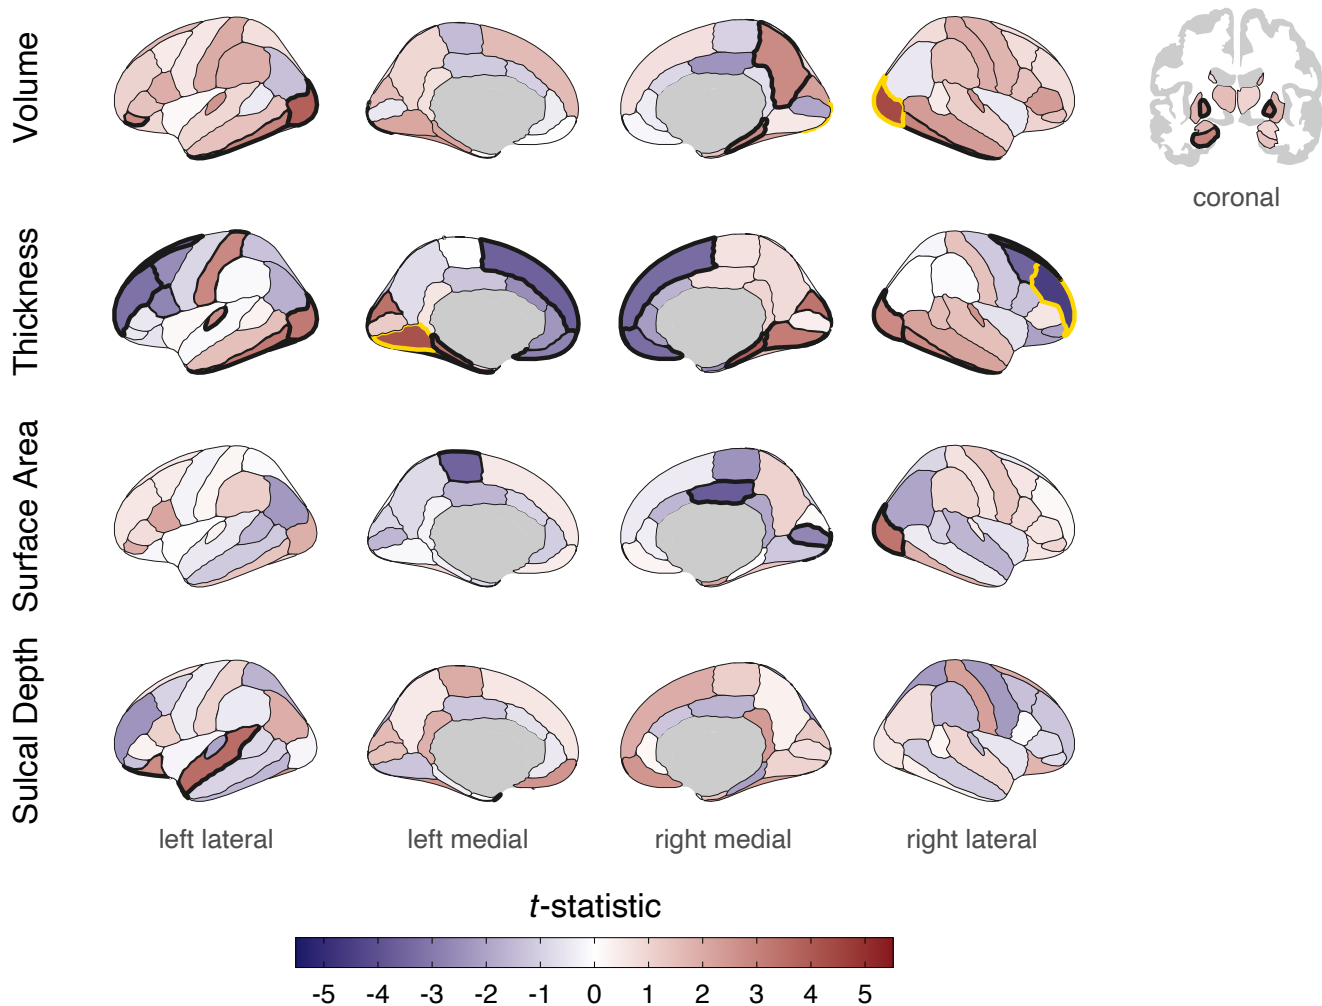 Volume
coronal
Thickness
Surface Area
Sulcal Depth
left lateral
left medial
right medial
right lateral
t-statistic
-5 -4 -3 -2 -1 0 1 2 3 4 5